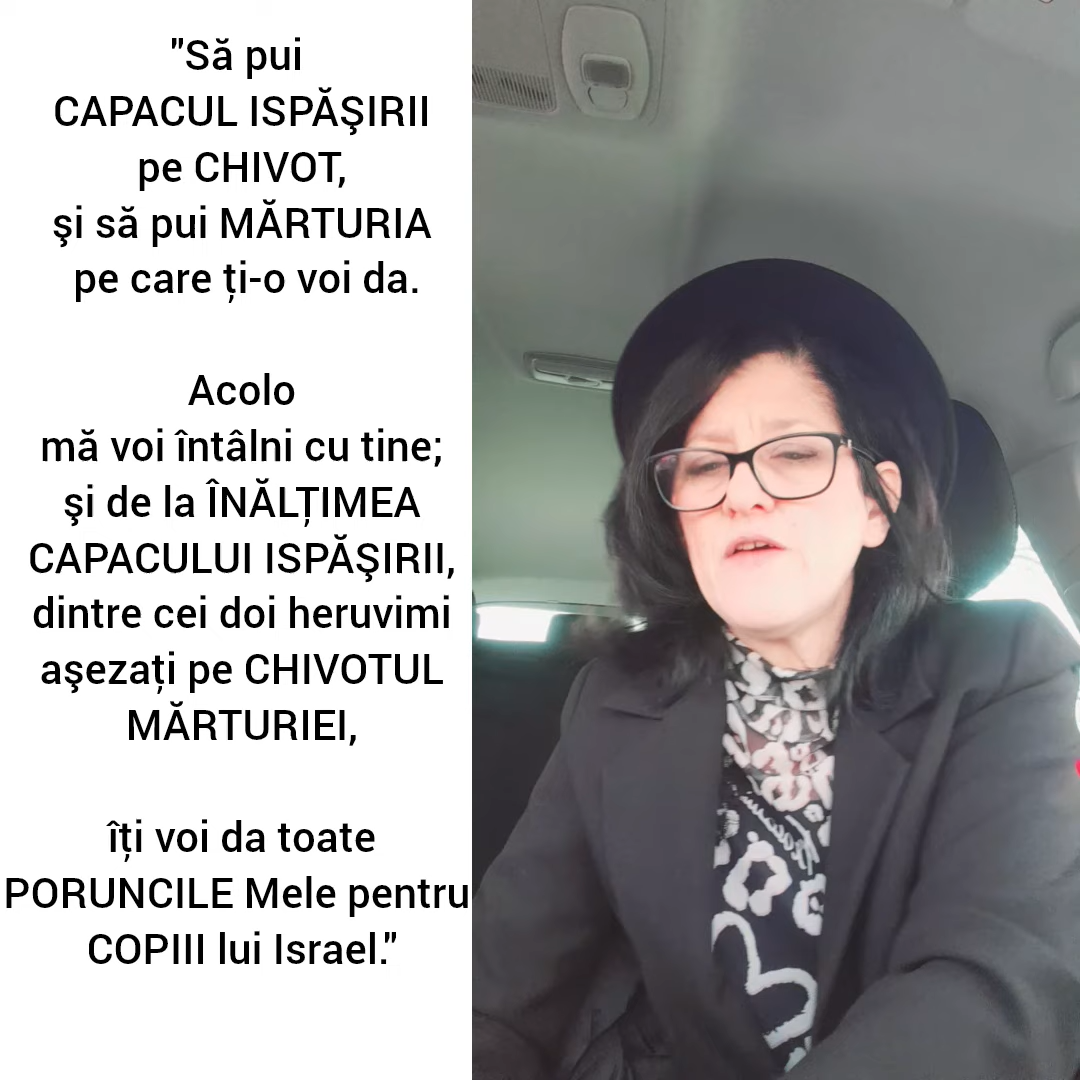 "Să pui
CAPACUL ISPĂŞIRII
pe CHIVOT,
şi să pui MĂRTURIA
pe care ți-o voi da.
Acolo
mă voi întâlni cu tine;
şi de la ÎNĂLȚIMEA
CAPACULUI ISPĂŞIRII,
dintre cei doi heruvimi
aşezați pe CHIVOTUL
MĂRTURIEI,
îți voi da toate
PORUNCILE Mele pentru
COPIII lui Israel."